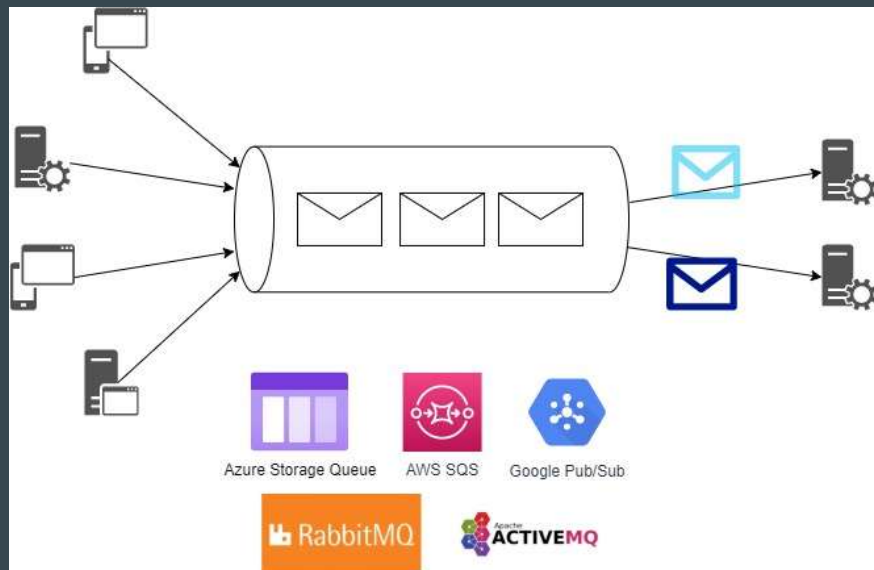 Azure Storage Queue
AWS SQS
Google Pub/Sub
RabbitMQ
Apache
ACTIVEMQ